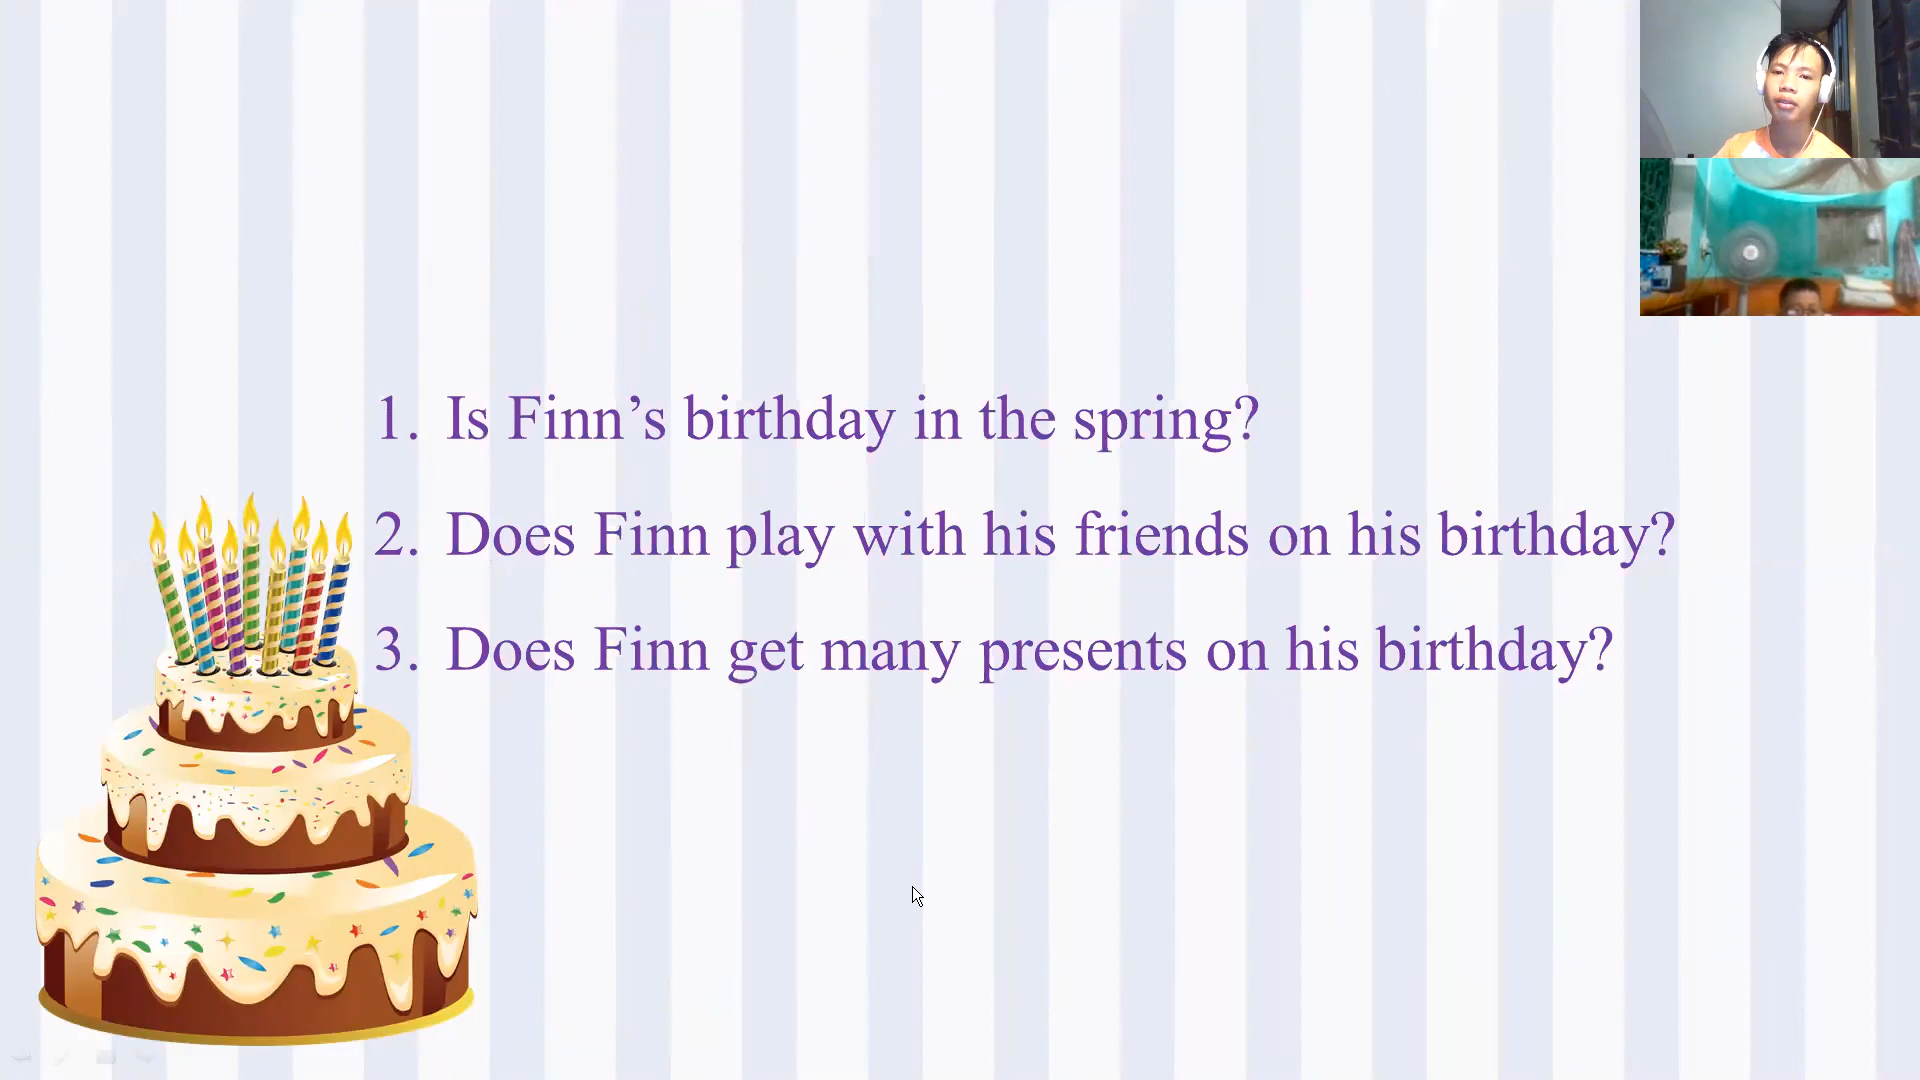 1. Is Finn’s birthday in the spring?
2. Does Finn play with his friends on his birthday?
3. Does Finn get many presents on his birthday?